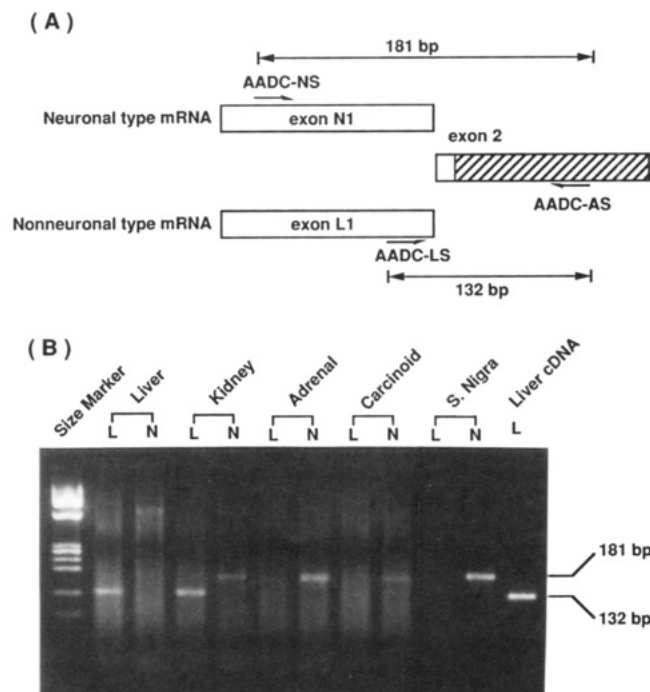 (A)
181 bp
AADC-NS
Neuronal type mRNA
exon N1
exon 2
AADC-AS
Nonneuronal type mRNA
exon L1
AADC-LS
132 bp
(B)
Size Marker Liver Kidney Adrenal Carcinoid S. Nigra Liver cDNA
L N L N L N L N L N L
181 bp
132 bp